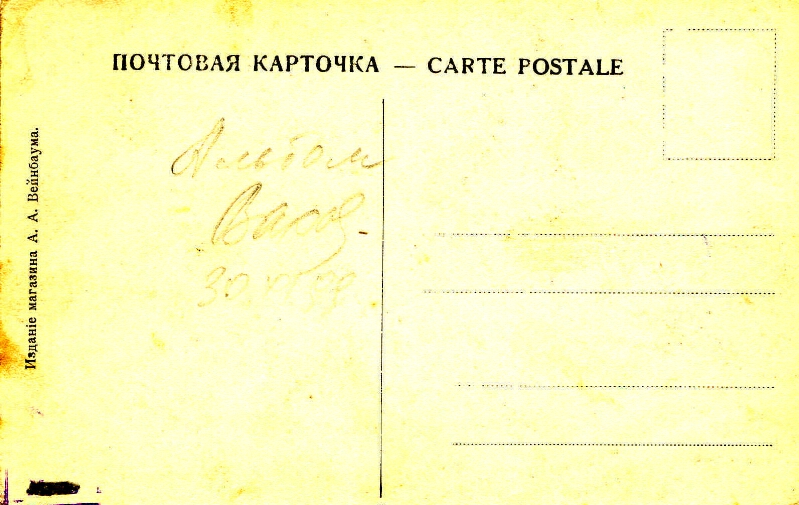 ПОЧТОВАЯ КАРТОЧКА — CARTE POSTALE
Изданіе магазина А. А. Вейнбаума.
Альбом